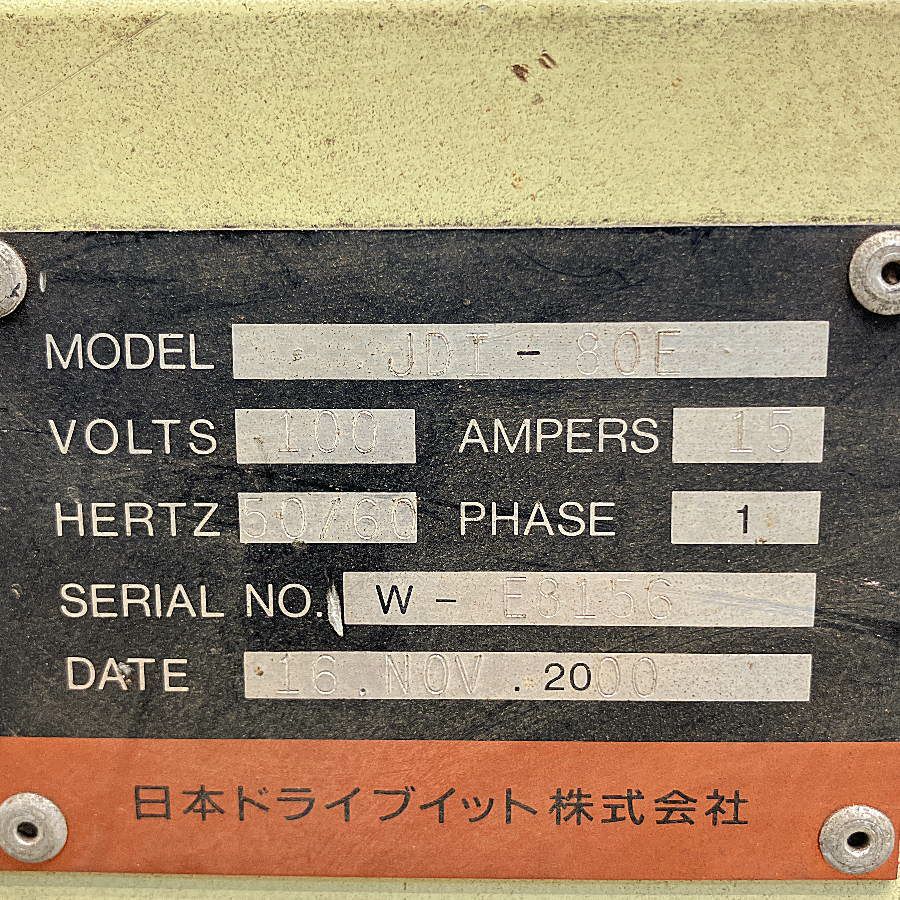 MODEL JDI-80E
VOLTS 100 AMPERS 15
HERTZ 50/60 PHASE 1
SERIAL NO. W- E8156
DATE 16.NOV.2000
日本ドライブイット株式会社